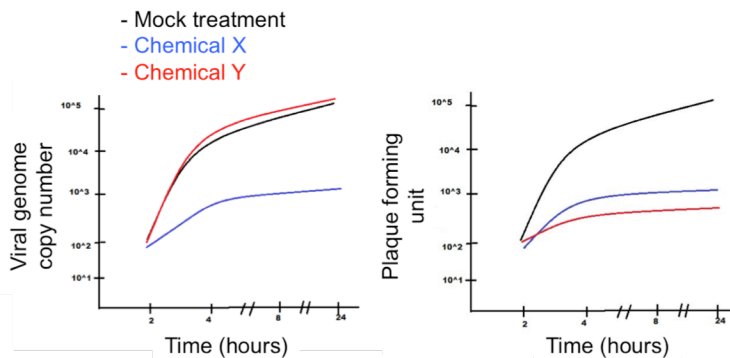 - Mock treatment
- Chemical X
- Chemical Y
Viral genome
copy number
10^5
10^4
10^3
10^2
10^1
2
4
8
24
Time (hours)
Plaque forming
unit
10^5
10^4
10^3
10^2
10^1
2
4
8
24
Time (hours)